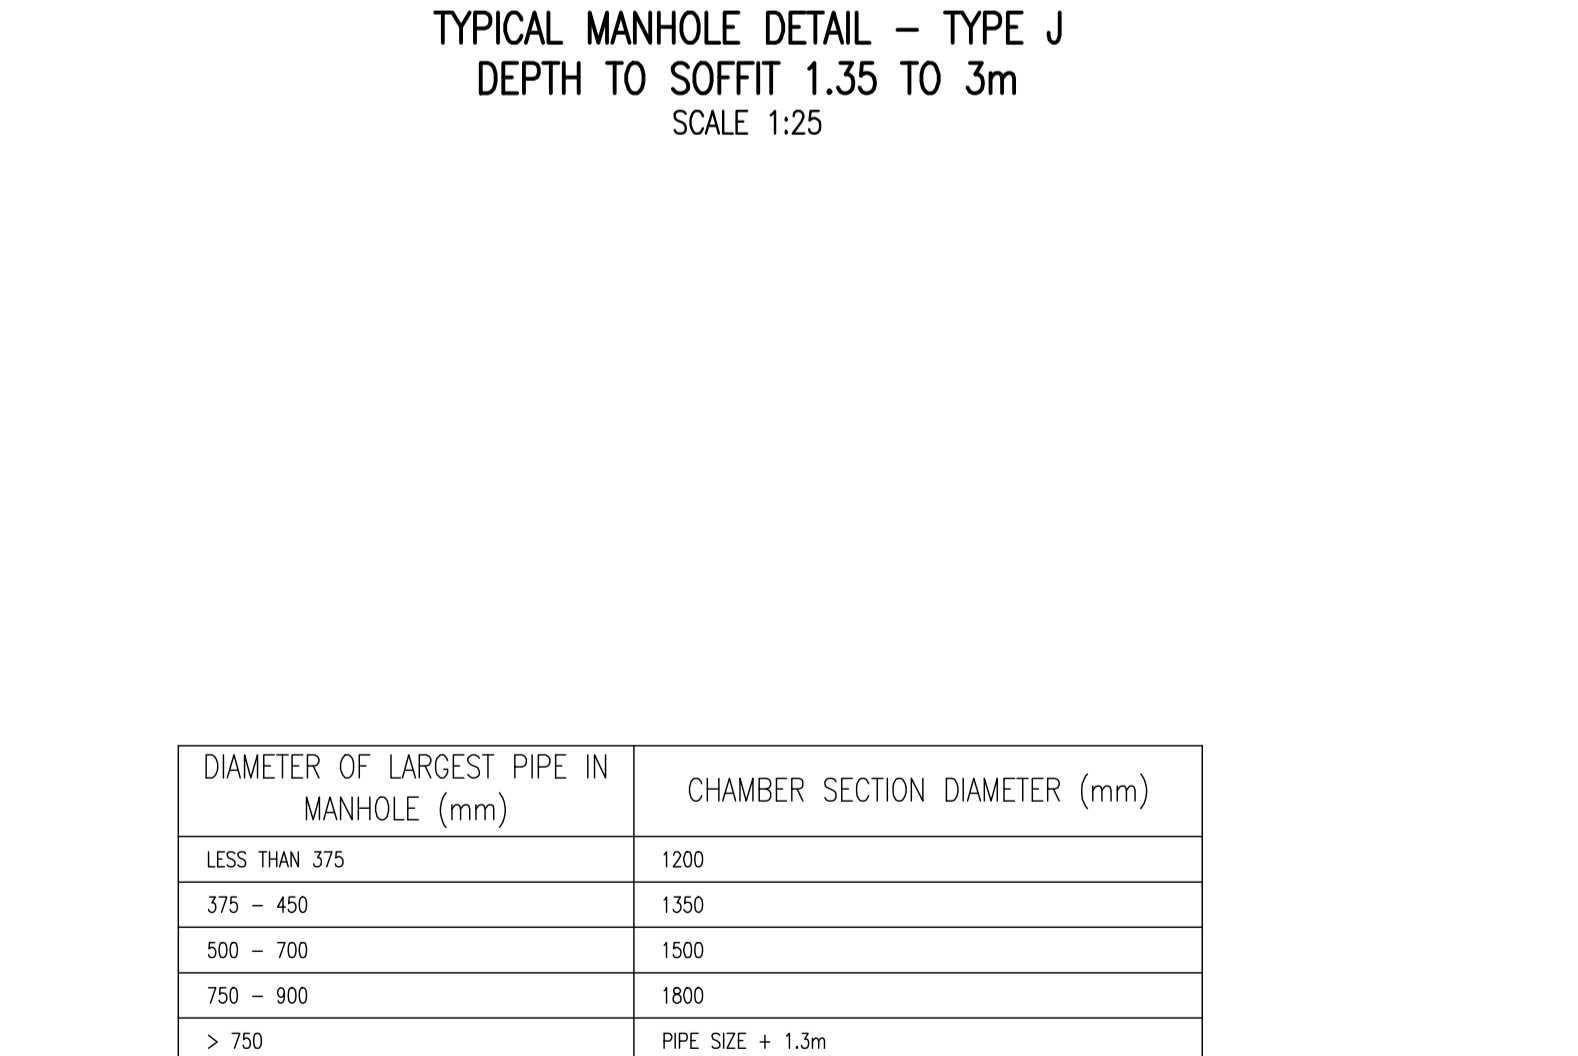 TYPICAL MANHOLE DETAIL – TYPE J
DEPTH TO SOFFIT 1.35 TO 3m
SCALE 1:25
DIAMETER OF LARGEST PIPE IN
MANHOLE (mm)
CHAMBER SECTION DIAMETER (mm)
LESS THAN 375
1200
375 – 450
1350
500 – 700
1500
750 – 900
1800
> 750
PIPE SIZE + 1.3m